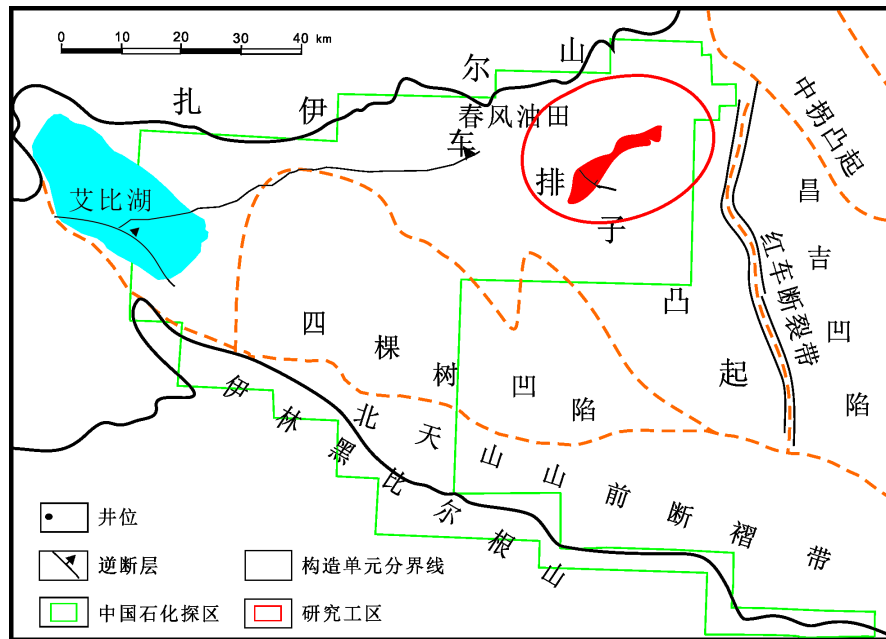 0 10 20 30 40 km
扎伊尔山
春风油田
车排子凸起
艾比湖
中拐凸起
昌吉凹陷
红车断裂带
四棵树凹陷
北天山山前断褶带
伊林黑比尔根山
井位
逆断层
构造单元分界线
中国石化探区
研究工区